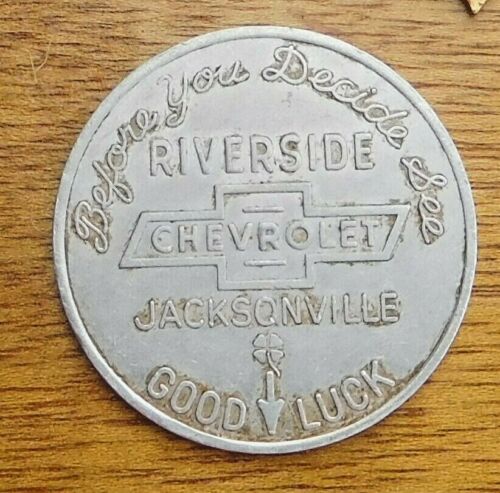 Before You Decide See
RIVERSIDE
CHEVROLET
JACKSONVILLE
GOOD LUCK